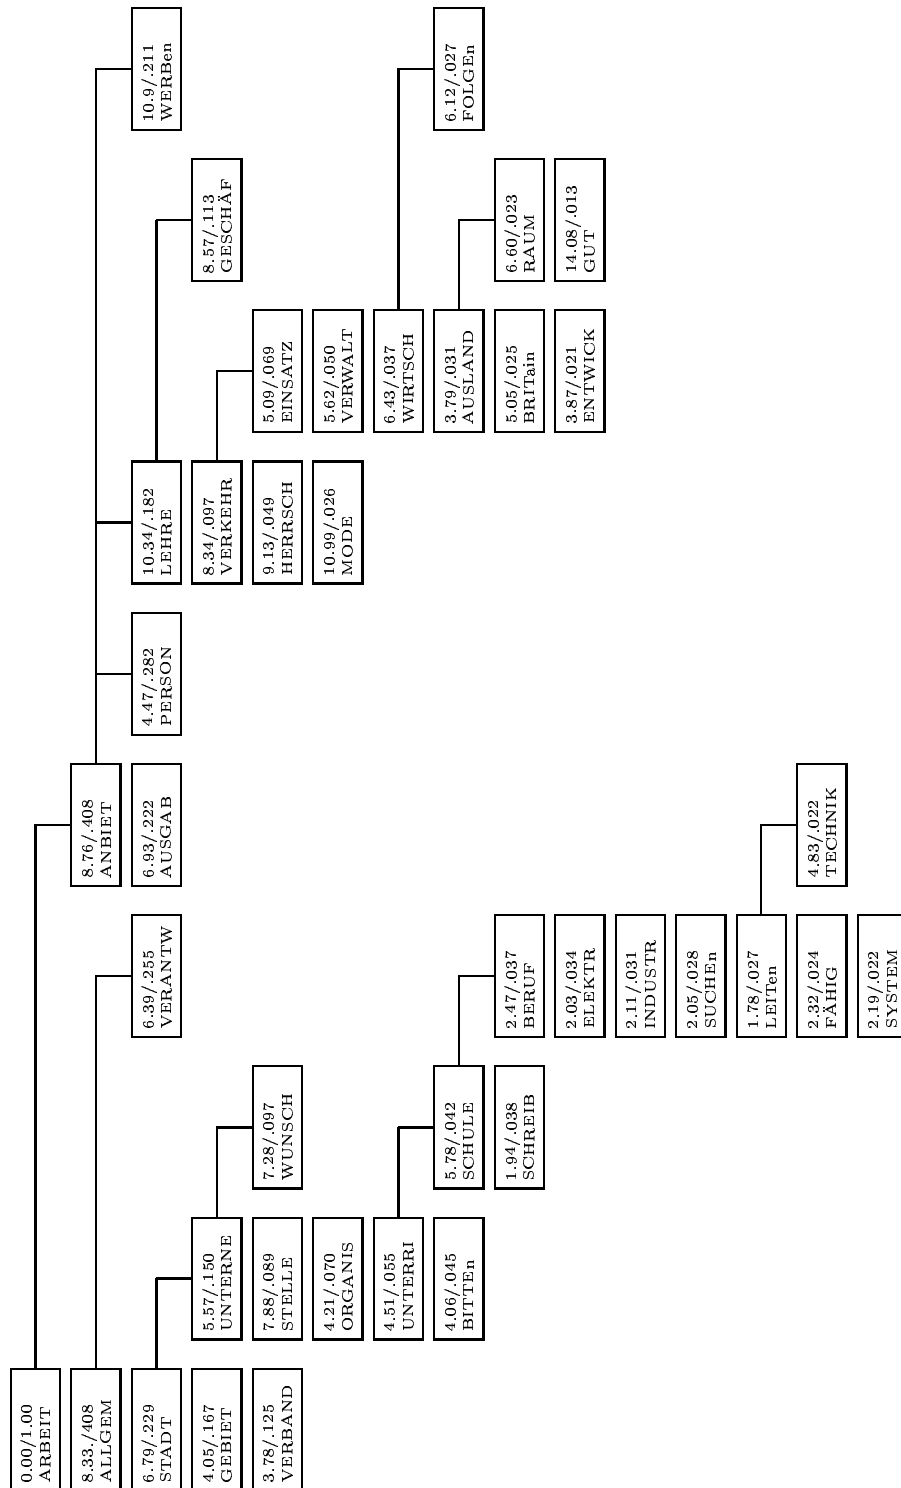 0.00/1.00
ARBEIT
8.33./408
ALLGEM
6.79/.229
STADT
4.05/.167
GEBIET
3.78/.125
VERBAND
5.57/.150
UNTERNE
7.88/.089
STELLE
4.21/.070
ORGANIS
4.51/.055
UNTERRI
4.06/.045
BITTEn
7.28/.097
WUNSCH
5.78/.042
SCHULE
1.94/.038
SCHREIB
6.39/.255
VERANTW
2.47/.037
BERUF
2.03/.034
ELEKTR
2.11/.031
INDUSTR
2.05/.028
SUCHEn
1.78/.027
LEITen
2.32/.024
FÄHIG
2.19/.022
SYSTEM
8.76/.408
ANBIET
6.93/.222
AUSGAB
4.83/.022
TECHNIK
4.47/.282
PERSON
10.34/.182
LEHRE
8.34/.097
VERKEHR
9.13/.049
HERRSCH
10.99/.026
MODE
5.09/.069
EINSATZ
5.62/.050
VERWALT
6.43/.037
WIRTSCH
3.79/.031
AUSLAND
5.05/.025
BRITain
3.87/.021
ENTWICK
8.57/.113
GESCHÄF
6.60/.023
RAUM
14.08/.013
GUT
10.9/.211
WERBen
6.12/.027
FOLGEn